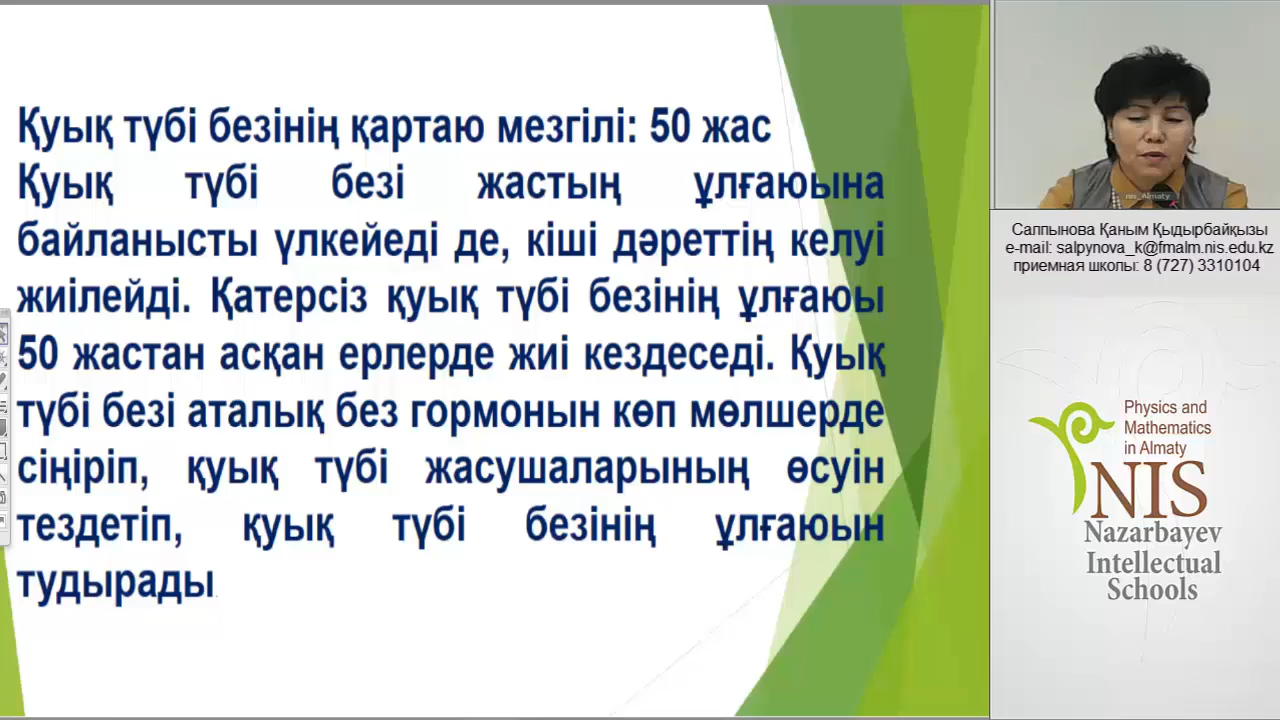 Қуық түбі безінің қартаю мезгілі: 50 жас
Қуық түбі безі жастың ұлғаюына
байланысты үлкейеді де, кіші дәреттің келуі
жиілейді. Қатерсіз қуық түбі безінің ұлғаюы
50 жастан асқан ерлерде жиі кездеседі. Қуық
түбі безі аталық без гормонын көп мөлшерде
сіңіріп, қуық түбі жасушаларының өсуін
тездетіп, қуық түбі безінің ұлғаюын
тудырады.
nis_Almaty
Салпынова Қаным Қыдырбайқызы
e-mail: salpynova_k@fmalm.nis.edu.kz
приемная школы: 8 (727) 3310104
Physics and
Mathematics
in Almaty
NIS
Nazarbayev
Intellectual
Schools